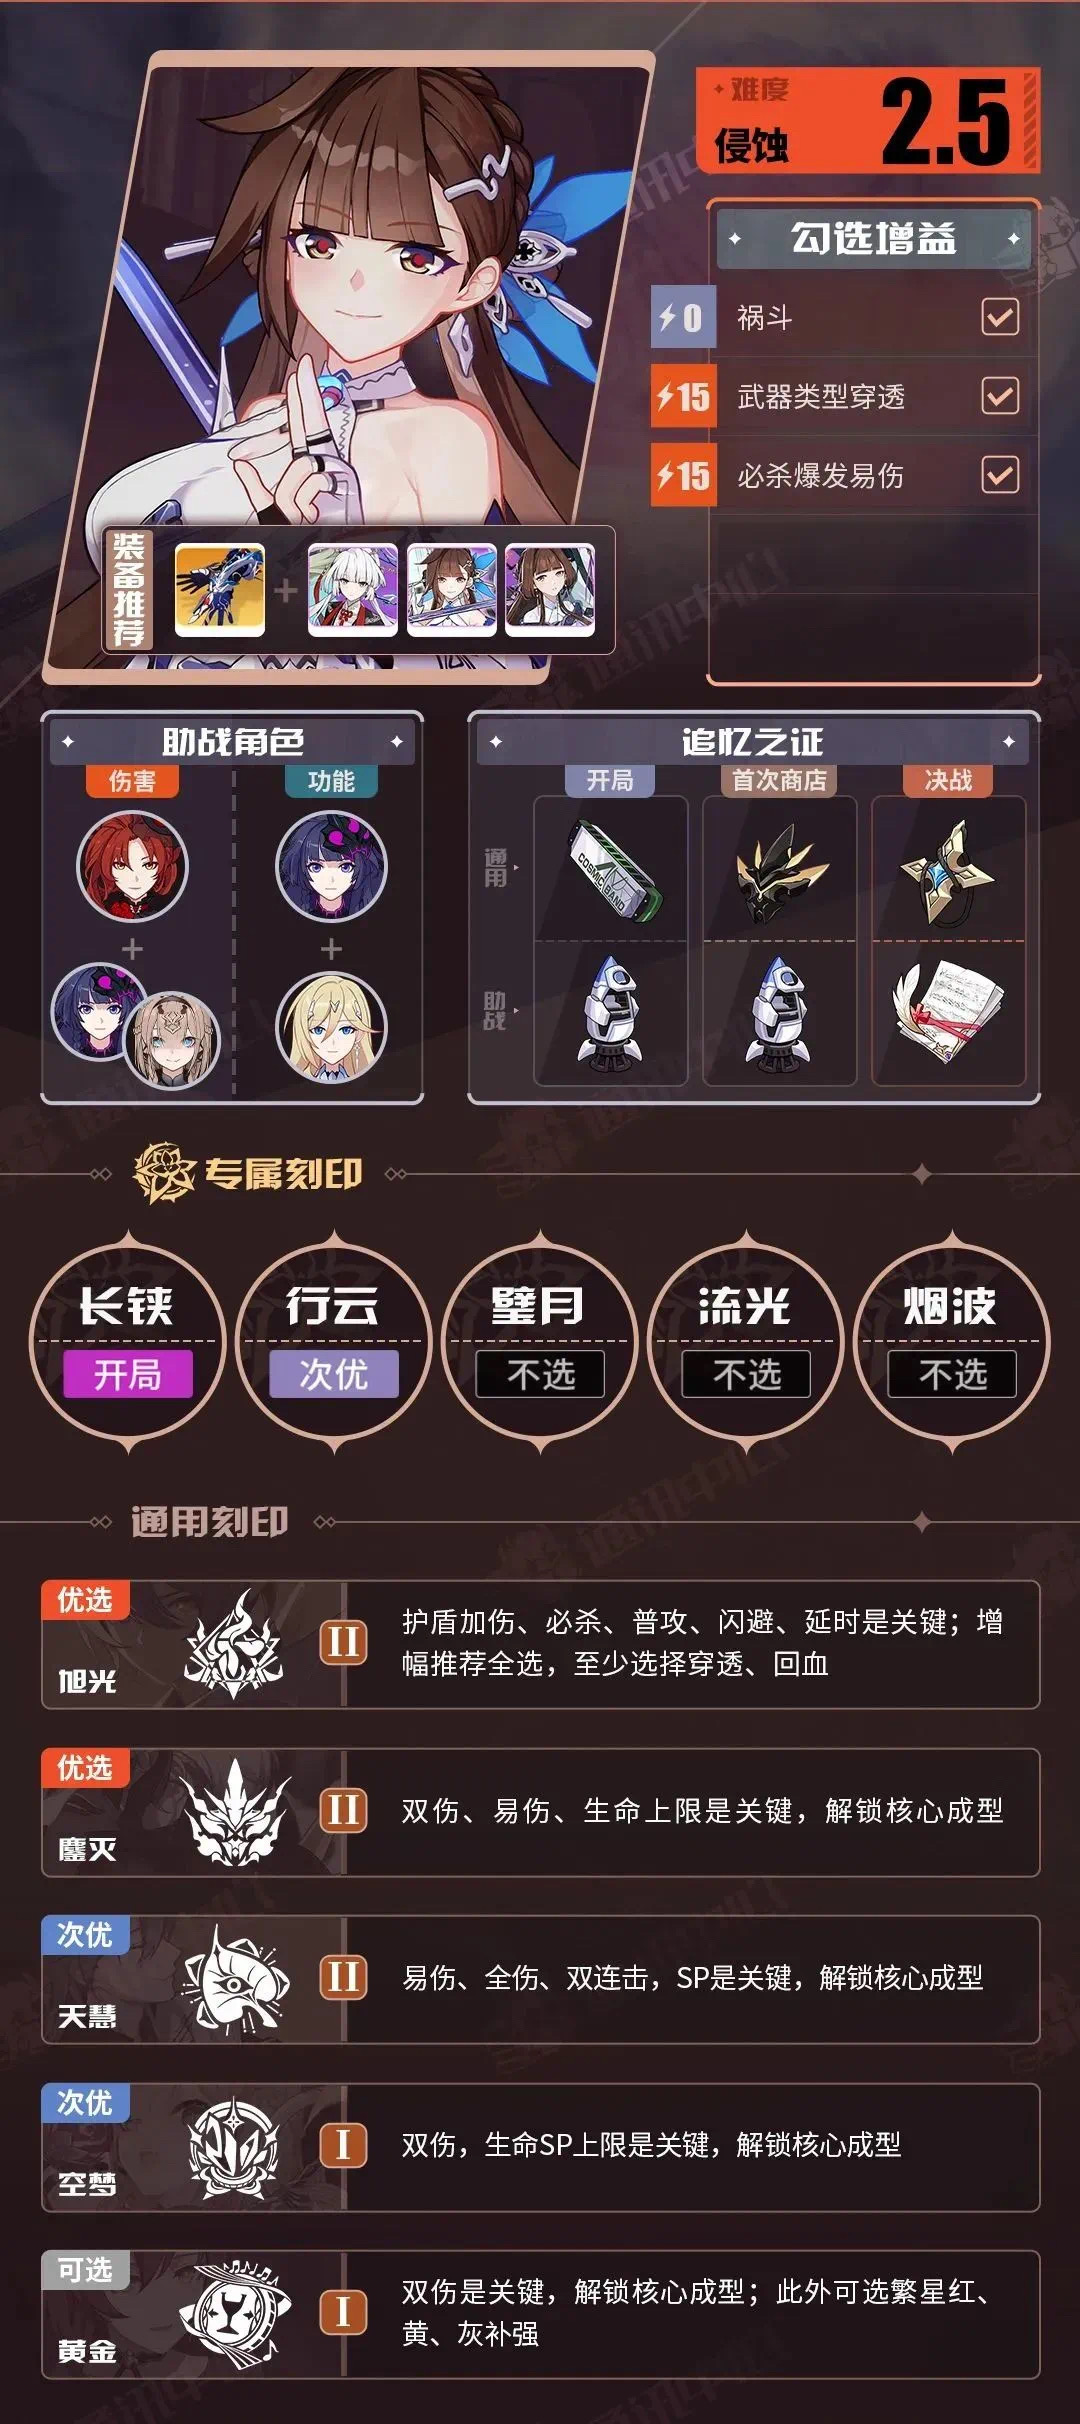 难度
侵蚀
2.5
勾选增益
0 祸斗
15 武器类型穿透
15 必杀爆发易伤
装备推荐
助战角色
伤害
功能
追忆之证
开局
首次商店
决战
通用
COSMIC BAND
助战
专属刻印
长铗
开局
行云
次优
璧月
不选
流光
不选
烟波
不选
通用刻印
优选
旭光
II
护盾加伤、必杀、普攻、闪避、延时是关键；增
幅推荐全选，至少选择穿透、回血
优选
鏖灭
II
双伤、易伤、生命上限是关键，解锁核心成型
次优
天慧
II
易伤、全伤、双连击，SP是关键，解锁核心成型
次优
空梦
I
双伤，生命SP上限是关键，解锁核心成型
可选
黄金
I
双伤是关键，解锁核心成型；此外可选繁星红、
黄、灰补强